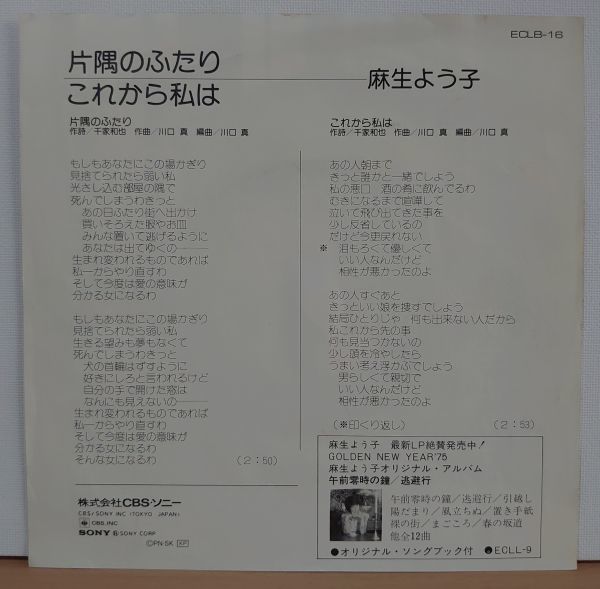 ECLB-16
片隅のふたり
これから私は
麻生よう子
片隅のふたり
作詩／千家和也 作曲／川口 真 編曲／川口 真
もしもあなたにこの場かぎり
見捨てられたら弱い私
光さし込む部屋の隅で
死んでしまうわきっと
あの日ふたり街へ出かけ
買いそろえた服やお皿
みんな置いて逃げるように
あなたは出てゆくの———
生まれ変われるものであれば
私一からやり直すわ
そして今度は愛の意味が
分かる女になるわ
もしもあなたにこの場かぎり
見捨てられたら弱い私
生きる望みも夢もなくて
死んでしまうわきっと
犬の首輪はずすように
好きにしろと言われるけど
自分の手で開けた窓は
なんにも見えないの———
生まれ変われるものであれば
私一からやり直すわ
そして今度は愛の意味が
分かる女になるわ
そんな女になるわ (2:50)
株式会社CBS・ソニー
CBS/SONY INC (TOKYO JAPAN)
CBS,INC
SONY SONY CORP
ⓅPN-5K XP
これから私は
作詩／千家和也 作曲／川口 真 編曲／川口 真
あの人朝まで
きっと誰かと一緒でしょう
私の悪口 酒の肴に飲んでるわ
むきになるまで喧嘩して
泣いて飛び出てきた事を
少し反省しているの
だけど今更戻れない
※ 涙もろくて優しくて
いい人なんだけど
相性が悪かったのよ
あの人すぐあと
きっといい娘を捜すでしょう
結局ひとりじゃ 何も出来ない人だから
私これから先の事
何も見当つかないの
少し頭を冷やしたら
うまい考え浮かぶでしょう
男らしくて親切で
いい人なんだけど
相性が悪かったのよ
(※印くり返し) (2:53)
麻生よう子 最新LP絶賛発売中！
GOLDEN NEW YEAR'75
麻生よう子オリジナル・アルバム
午前零時の鐘／逃避行
午前零時の鐘／逃避行／引越し
陽だまり／風立ちぬ／置き手紙
裸の街／まごころ／春の坂道
他全12曲
●オリジナル・ソングブック付 ●ECLL-9